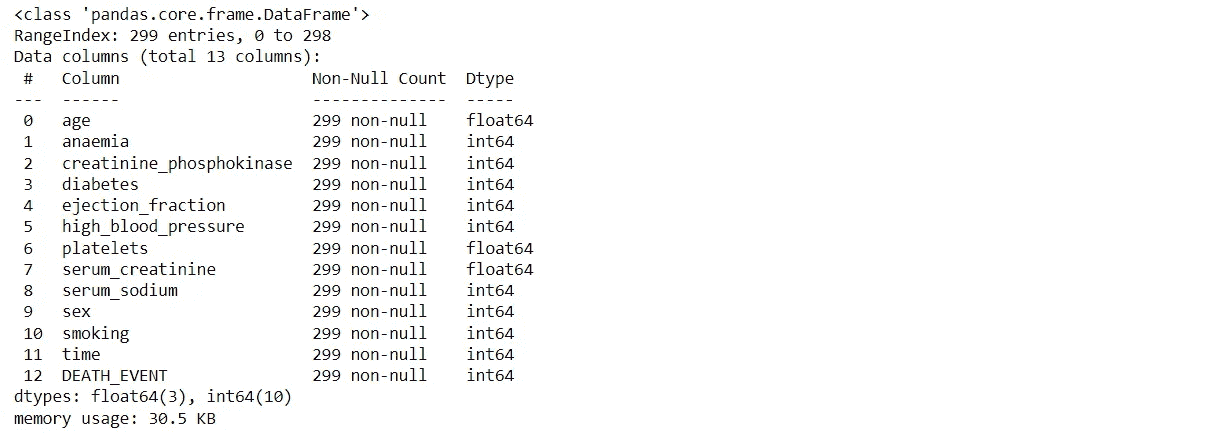 <class 'pandas.core.frame.DataFrame'>
RangeIndex: 299 entries, 0 to 298
Data columns (total 13 columns):
 #   Column                    Non-Null Count  Dtype
---  ------                    --------------  -----
 0   age                       299 non-null    float64
 1   anaemia                   299 non-null    int64
 2   creatinine_phosphokinase  299 non-null    int64
 3   diabetes                  299 non-null    int64
 4   ejection_fraction         299 non-null    int64
 5   high_blood_pressure       299 non-null    int64
 6   platelets                 299 non-null    float64
 7   serum_creatinine          299 non-null    float64
 8   serum_sodium              299 non-null    int64
 9   sex                       299 non-null    int64
 10  smoking                   299 non-null    int64
 11  time                      299 non-null    int64
 12  DEATH_EVENT               299 non-null    int64
dtypes: float64(3), int64(10)
memory usage: 30.5 KB